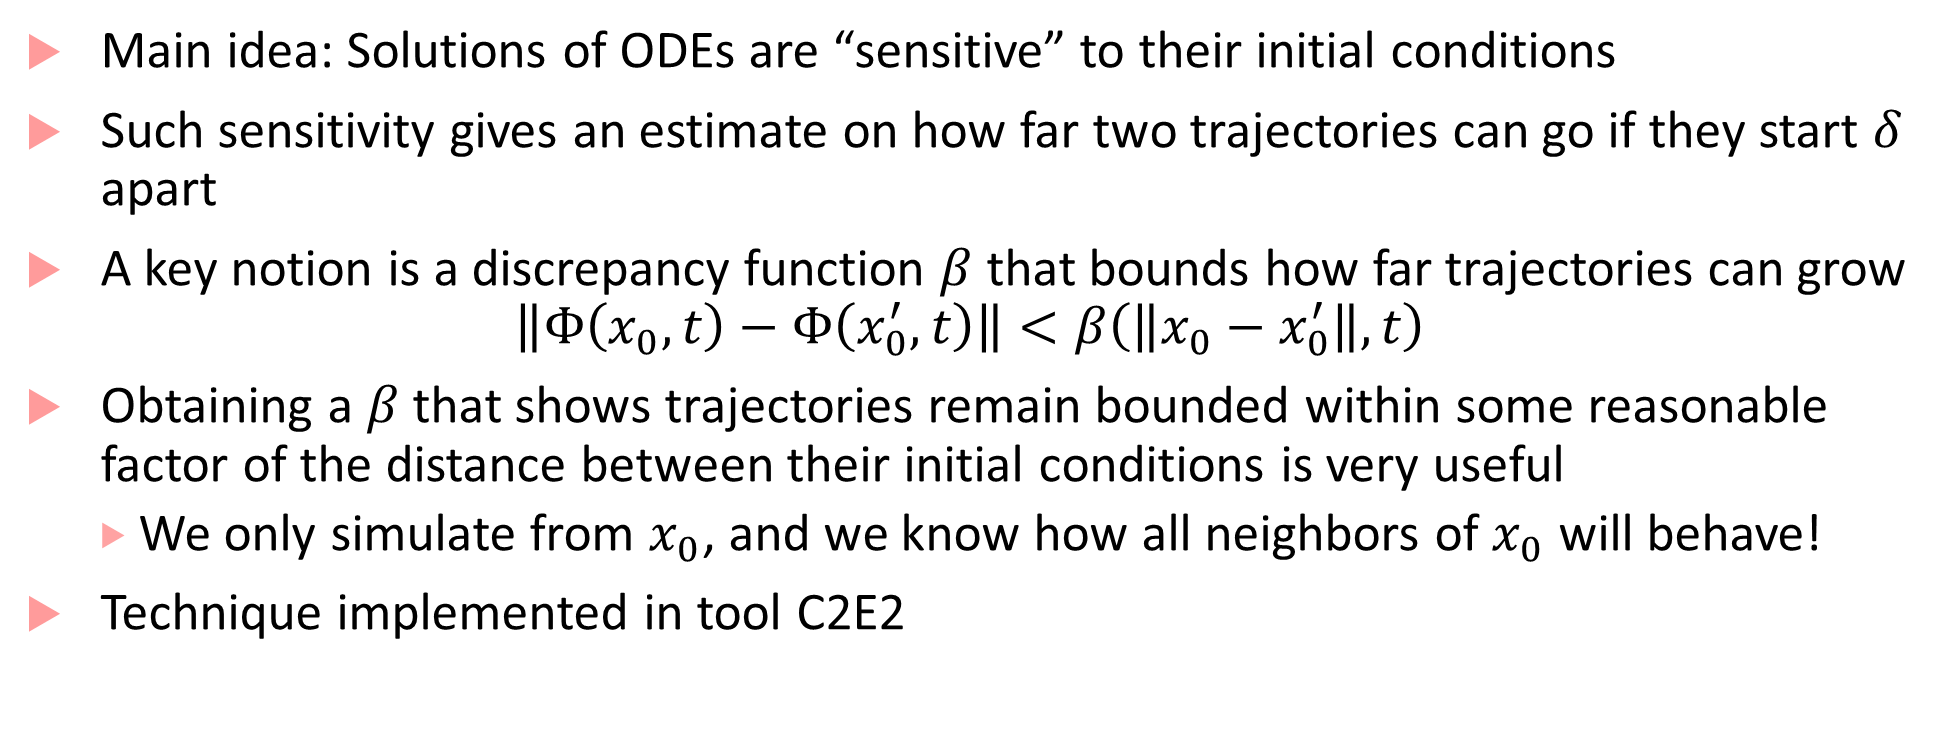 Main idea: Solutions of ODEs are “sensitive” to their initial conditions
Such sensitivity gives an estimate on how far two trajectories can go if they start 𝛿
apart
A key notion is a discrepancy function 𝛽 that bounds how far trajectories can grow
‖Φ(𝑥₀, 𝑡) − Φ(𝑥₀′, 𝑡)‖ < 𝛽(‖𝑥₀ − 𝑥₀′‖, 𝑡)
Obtaining a 𝛽 that shows trajectories remain bounded within some reasonable
factor of the distance between their initial conditions is very useful
We only simulate from 𝑥₀, and we know how all neighbors of 𝑥₀ will behave!
Technique implemented in tool C2E2